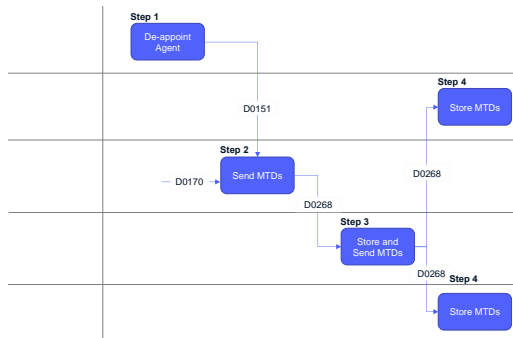 Step 1
De-appoint
Agent
Step 4
Store MTDs
D0151
Step 2
Send MTDs
D0170
D0268
D0268
Step 3
Store and
Send MTDs
D0268
Step 4
Store MTDs